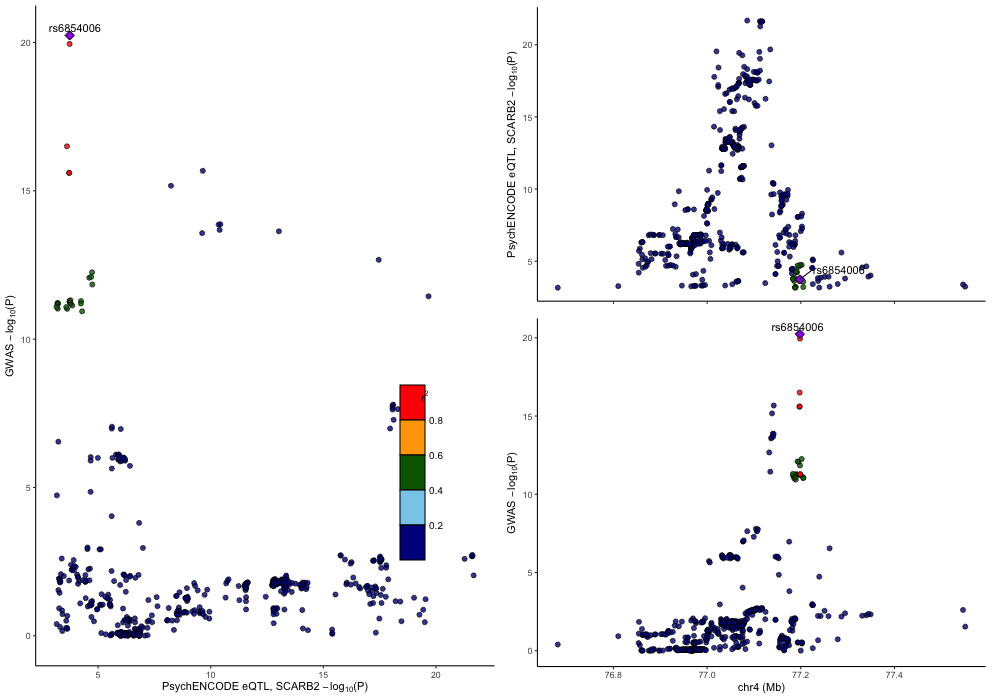 rs6854006
20
15
10
5
0
GWAS −log10(P)
5
10
15
20
PsychENCODE eQTL, SCARB2 −log10(P)
r2
0.8
0.6
0.4
0.2
20
15
10
5
PsychENCODE eQTL, SCARB2 −log10(P)
rs6854006
rs6854006
20
15
10
5
0
GWAS −log10(P)
76.8
77.0
77.2
77.4
chr4 (Mb)